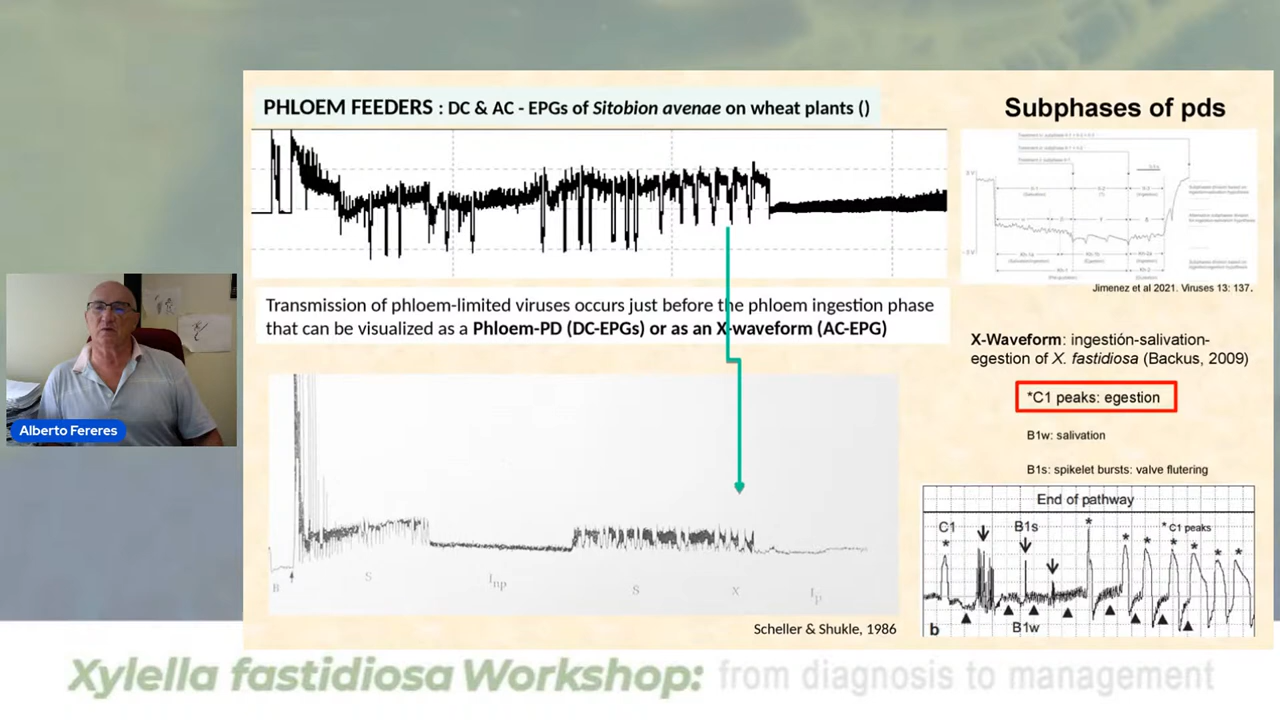 PHLOEM FEEDERS : DC & AC - EPGs of Sitobion avenae on wheat plants ()
Transmission of phloem-limited viruses occurs just before the phloem ingestion phase
that can be visualized as a Phloem-PD (DC-EPGs) or as an X-waveform (AC-EPG)
B
S
Inp
S
X
Ip
Scheller & Shukle, 1986
Subphases of pds
Jimenez et al 2021. Viruses 13: 137.
X-Waveform: ingestión-salivation-
egestion of X. fastidiosa (Backus, 2009)
*C1 peaks: egestion
B1w: salivation
B1s: spikelet bursts: valve flutering
End of pathway
C1
B1s
* C1 peaks
B1w
b
Alberto Fereres
Xylella fastidiosa Workshop: from diagnosis to management